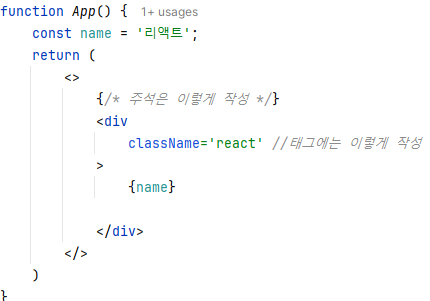 function App() { 1+ usages
const name = '리액트';
return (
<>
{/* 주석은 이렇게 작성 */}
<div
className='react' //태그에는 이렇게 작성
>
{name}
</div>
</>
)
}